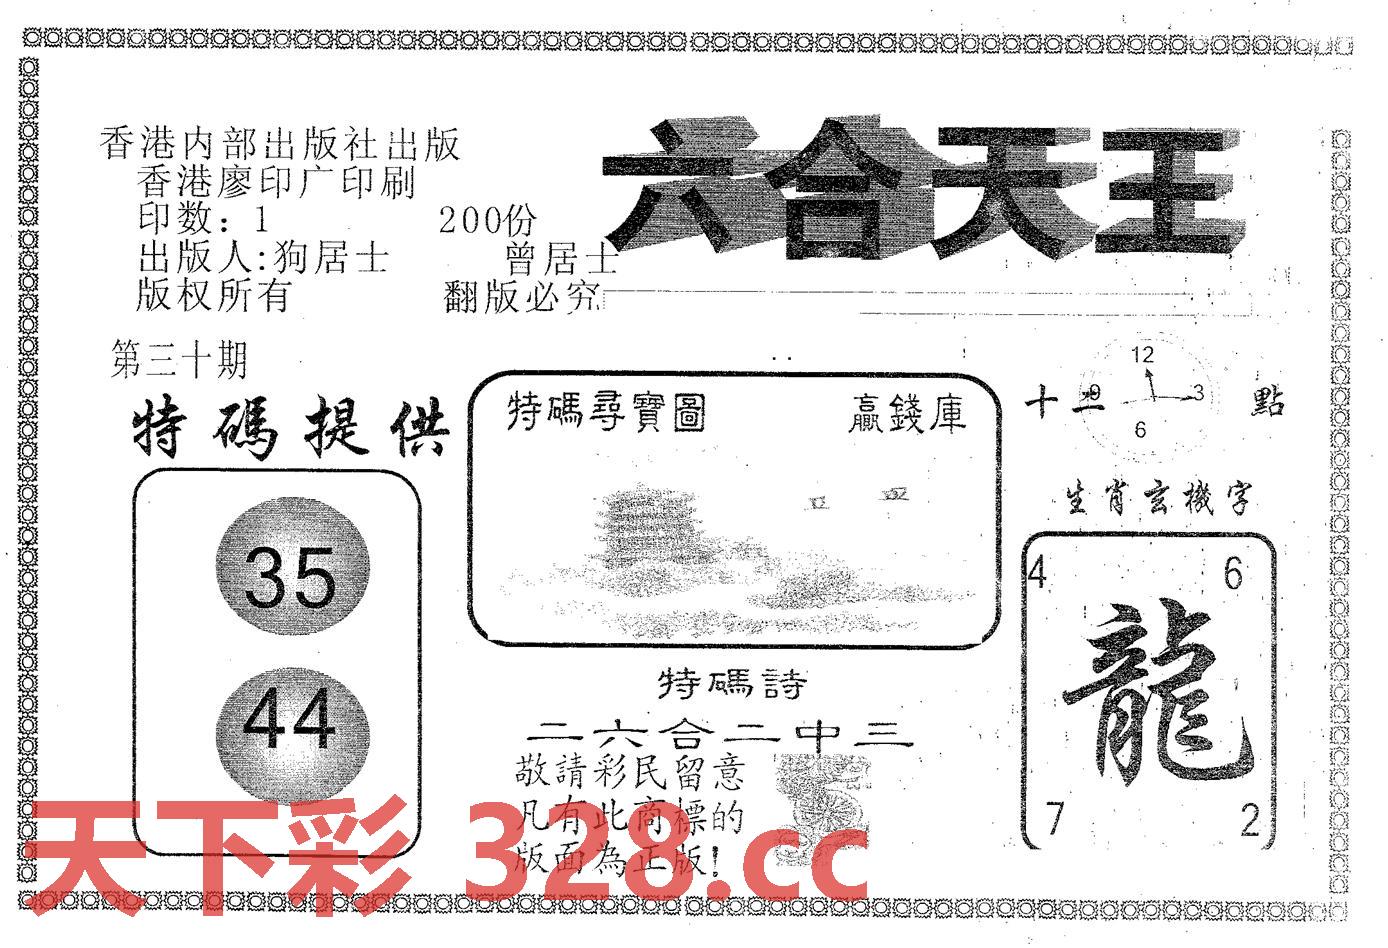 香港内部出版社出版
香港廖印广印刷
印数：1 200份
出版人:狗居士 曾居士
版权所有 翻版必究
六合天王
第三十期
特碼提供
35
44
特碼尋寶圖 贏錢庫
特碼詩
二六合二中三
敬請彩民留意
凡有此商標的
版面為正版!
十二 點
12
9 3
6
生肖玄機字
4 6
龍
7 2
天下彩 328.cc